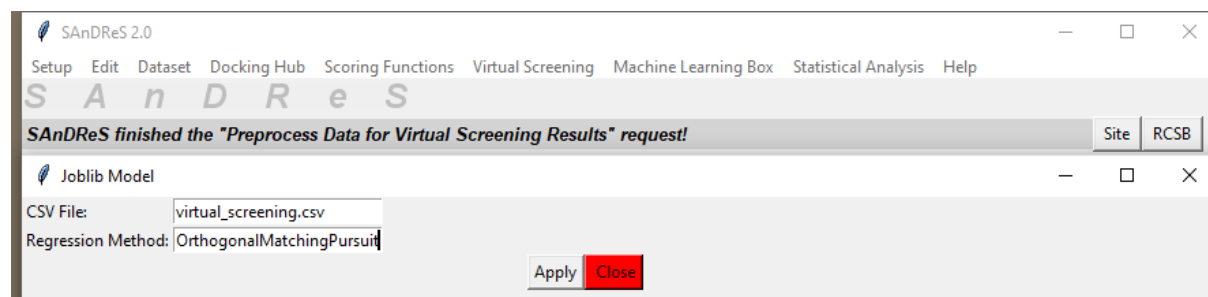 SAnDReS 2.0
Setup Edit Dataset Docking Hub Scoring Functions Virtual Screening Machine Learning Box Statistical Analysis Help
S A n D R e S
SAnDReS finished the "Preprocess Data for Virtual Screening Results" request! Site RCSB
Joblib Model
CSV File: virtual_screening.csv
Regression Method: OrthogonalMatchingPursuit
Apply Close